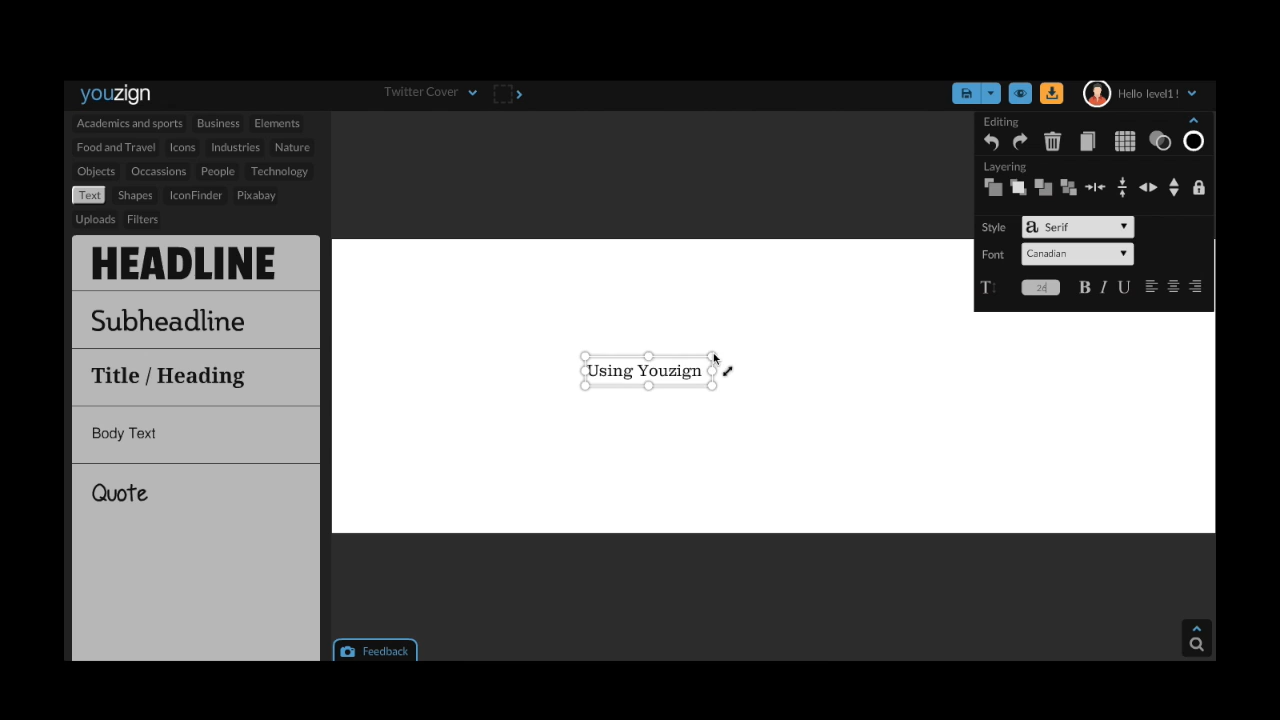 youzign
Twitter Cover
Hello level1 !
Academics and sports Business Elements
Food and Travel Icons Industries Nature
Objects Occassions People Technology
Text Shapes IconFinder Pixabay
Uploads Filters
HEADLINE
Subheadline
Title / Heading
Body Text
Quote
Using Youzign
Editing
Layering
Style a Serif
Font Canadian
T B I U
Feedback